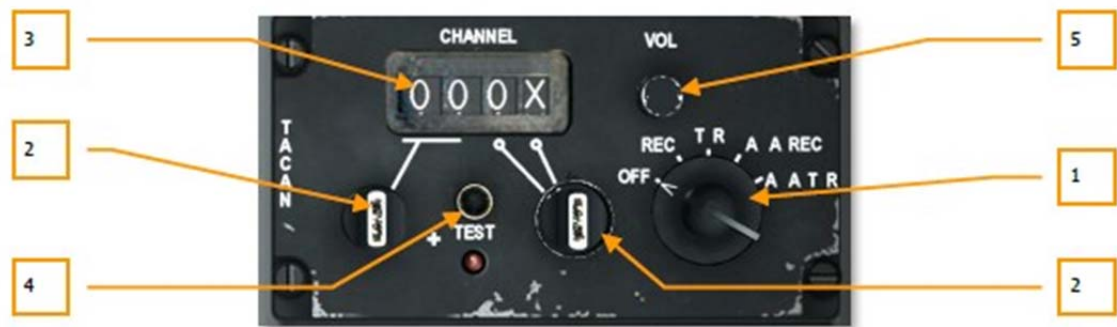 3
CHANNEL
VOL
5
0 0 0 X
TACAN
REC
T R
A A REC
2
OFF
A A T R
1
+
TEST
4
2